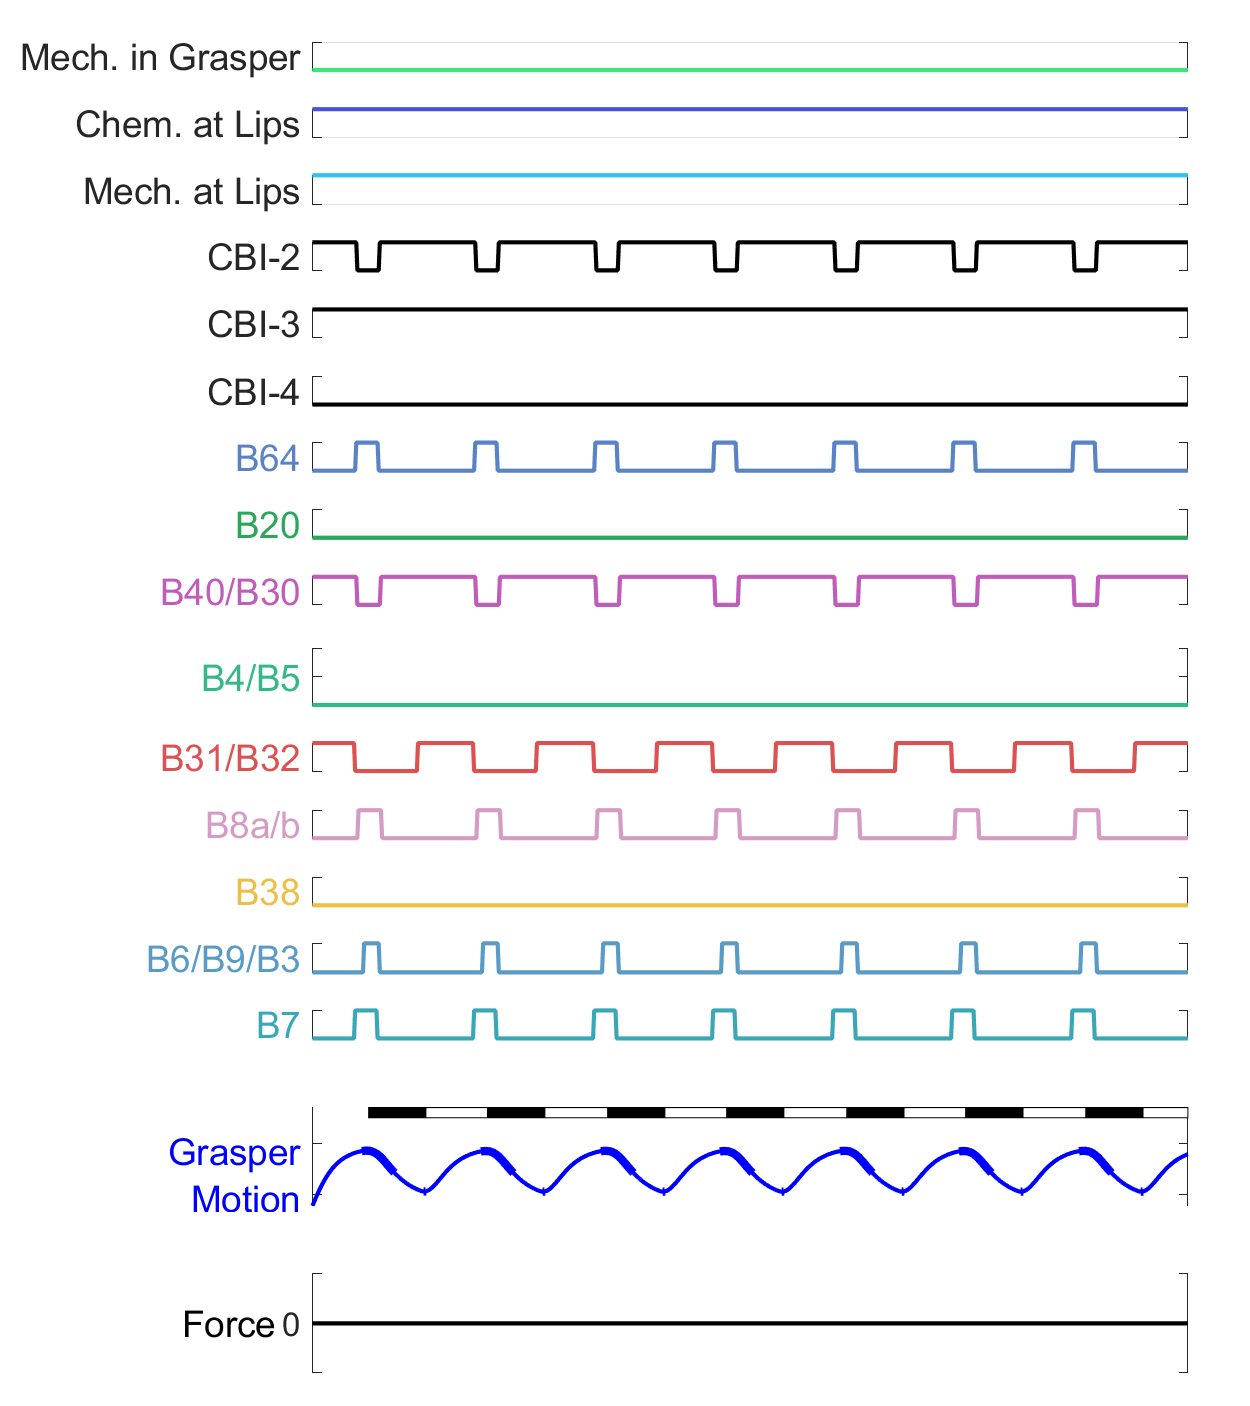 Mech. in Grasper
Chem. at Lips
Mech. at Lips
CBI-2
CBI-3
CBI-4
B64
B20
B40/B30
B4/B5
B31/B32
B8a/b
B38
B6/B9/B3
B7
Grasper
Motion
Force 0